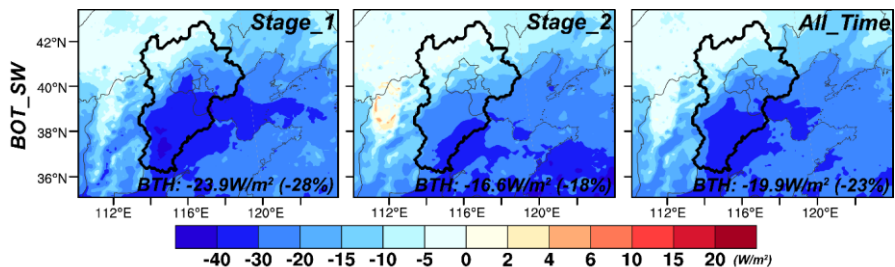 Stage_1
Stage_2
All_Time
BOT_SW
42°N
40°N
38°N
36°N
BTH: -23.9W/m² (-28%)
BTH: -16.6W/m² (-18%)
BTH: -19.9W/m² (-23%)
112°E 116°E 120°E
112°E 116°E 120°E
112°E 116°E 120°E
-40 -30 -20 -15 -10 -5 0 2 4 6 10 15 20 (W/m²)